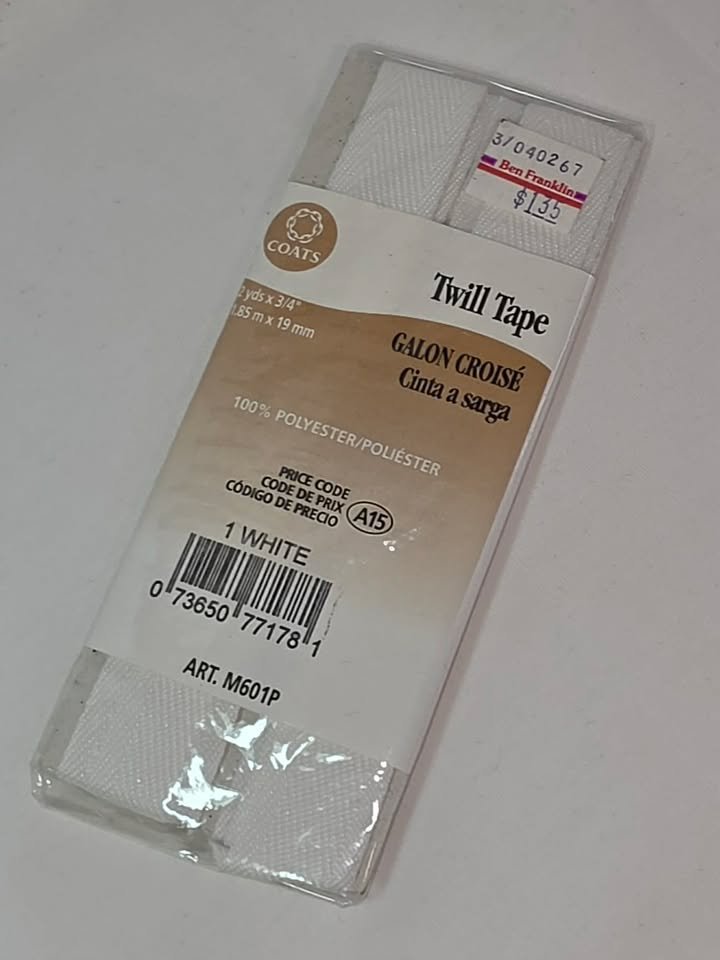 3/040267
Ben Franklin
$1.35
COATS
Twill Tape
2 yds x 3/4"
1.85 m x 19 mm
GALON CROISÉ
Cinta a sarga
100% POLYESTER/POLIÉSTER
PRICE CODE
CODE DE PRIX
CÓDIGO DE PRECIO
A15
1 WHITE
0 73650 77178 1
ART. M601P